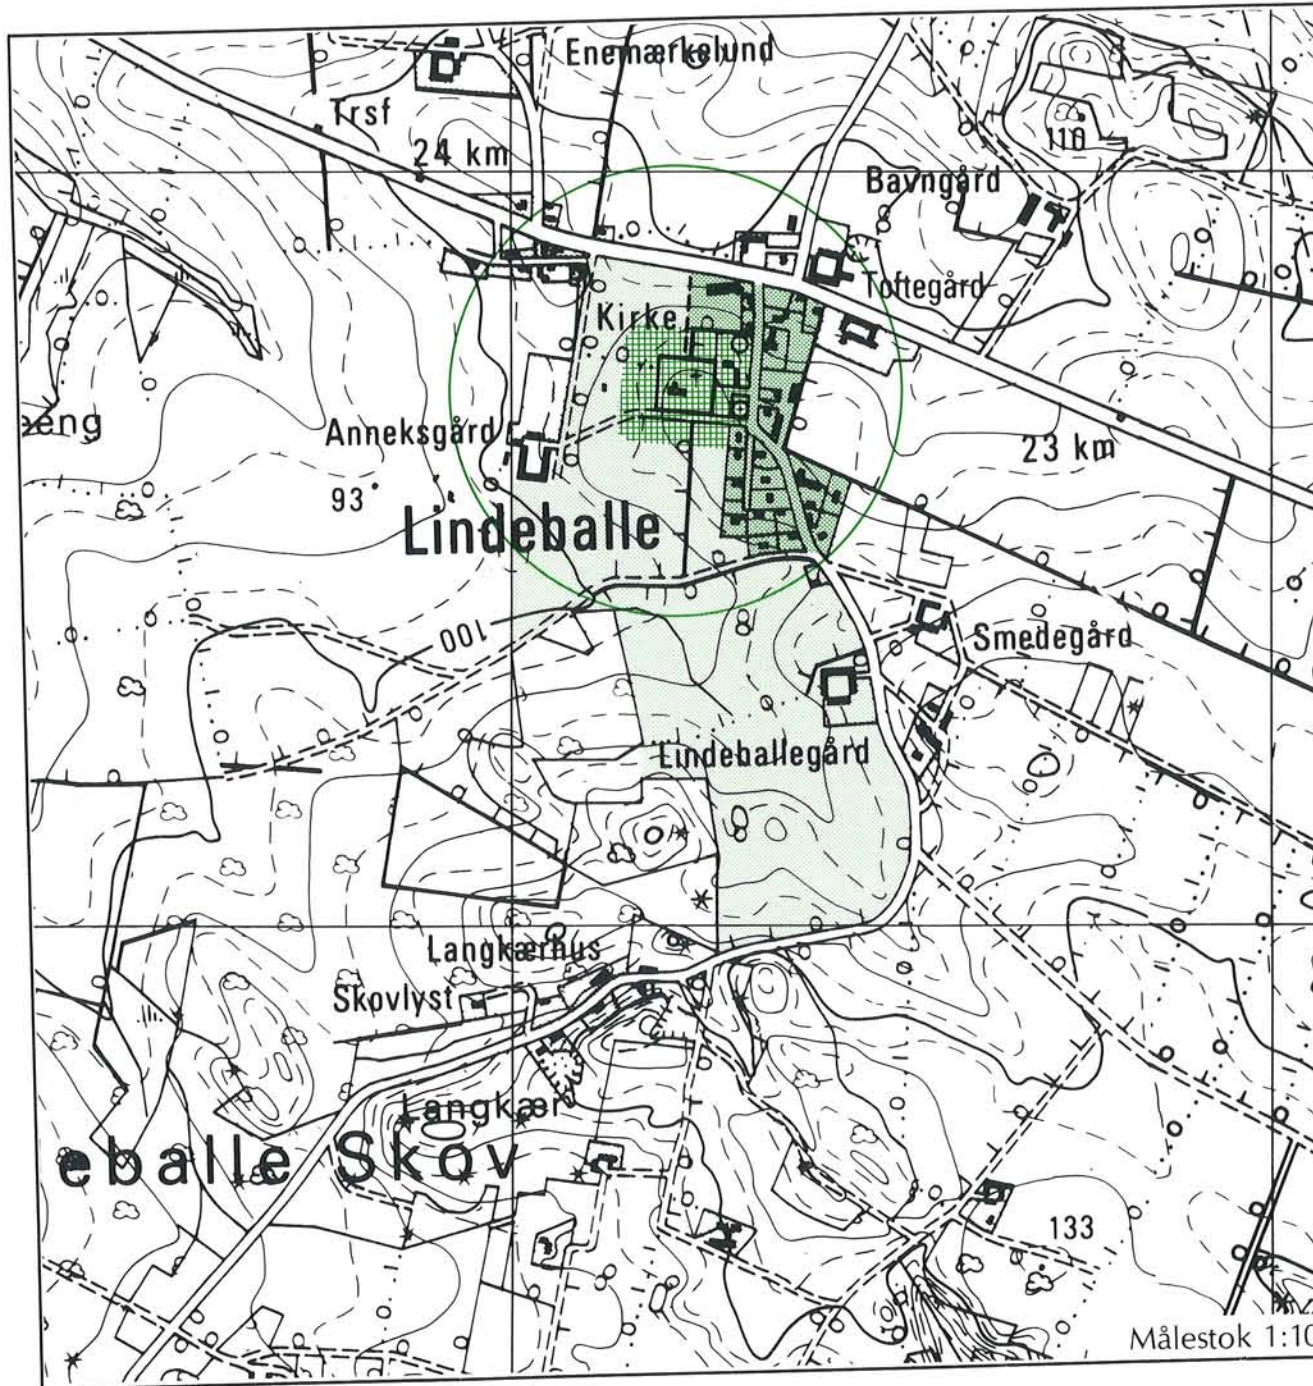 Enemærkelund
Trsf
24 km
110
Bavngård
Toftegård
Kirke
eng
Anneksgård
23 km
93
Lindeballe
100
Smedegård
Lindeballegård
Langkærhus
Skovlyst
Langkær
eballe Skov
133
Målestok 1:10